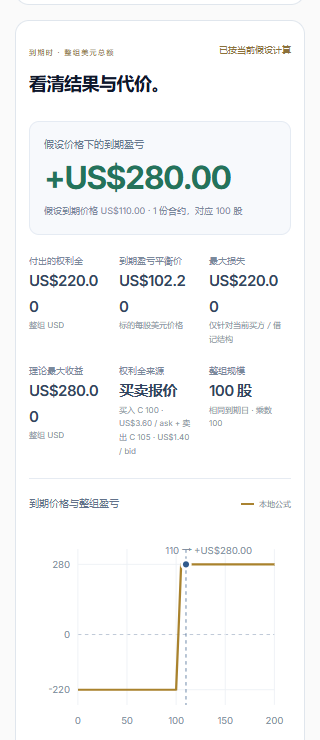 到期时 · 整组美元总额
已按当前假设计算
看清结果与代价。
假设价格下的到期盈亏
+US$280.00
假设到期价格 US$110.00 · 1 份合约，对应 100 股
付出的权利金
到期盈亏平衡价
最大损失
US$220.0
0
US$102.2
0
US$220.0
0
整组 USD
标的每股美元价格
仅针对当前买方 / 借
记结构
理论最大收益
权利金来源
整组规模
US$280.0
0
买卖报价
100 股
整组 USD
买入 C 100 ·
US$3.60 / ask + 卖
出 C 105 · US$1.40
/ bid
相同到期日 · 乘数
100
到期价格与整组盈亏
本地公式
110 → +US$280.00
280
0
-220
0
50
100
150
200